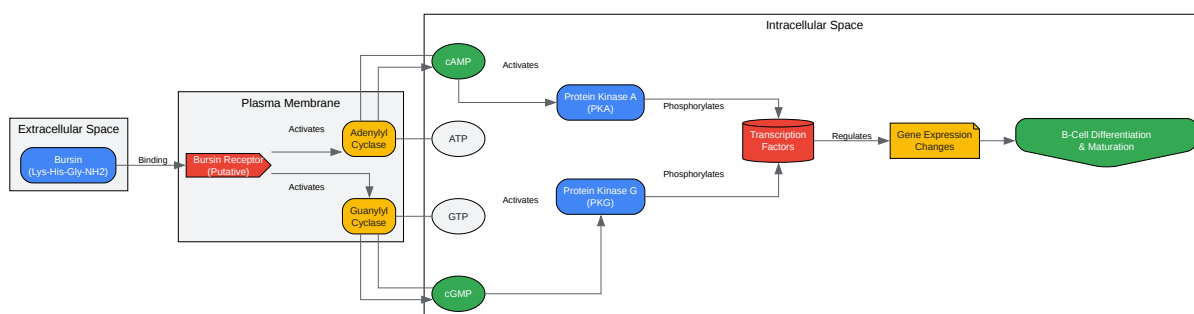 Intracellular Space
Plasma Membrane
Extracellular Space
Bursin
(Lys-His-Gly-NH2)
Binding
Bursin Receptor
(Putative)
Activates
Activates
Adenylyl
Cyclase
Guanylyl
Cyclase
cAMP
ATP
GTP
cGMP
Activates
Activates
Protein Kinase A
(PKA)
Protein Kinase G
(PKG)
Phosphorylates
Phosphorylates
Transcription
Factors
Regulates
Gene Expression
Changes
B-Cell Differentiation
& Maturation